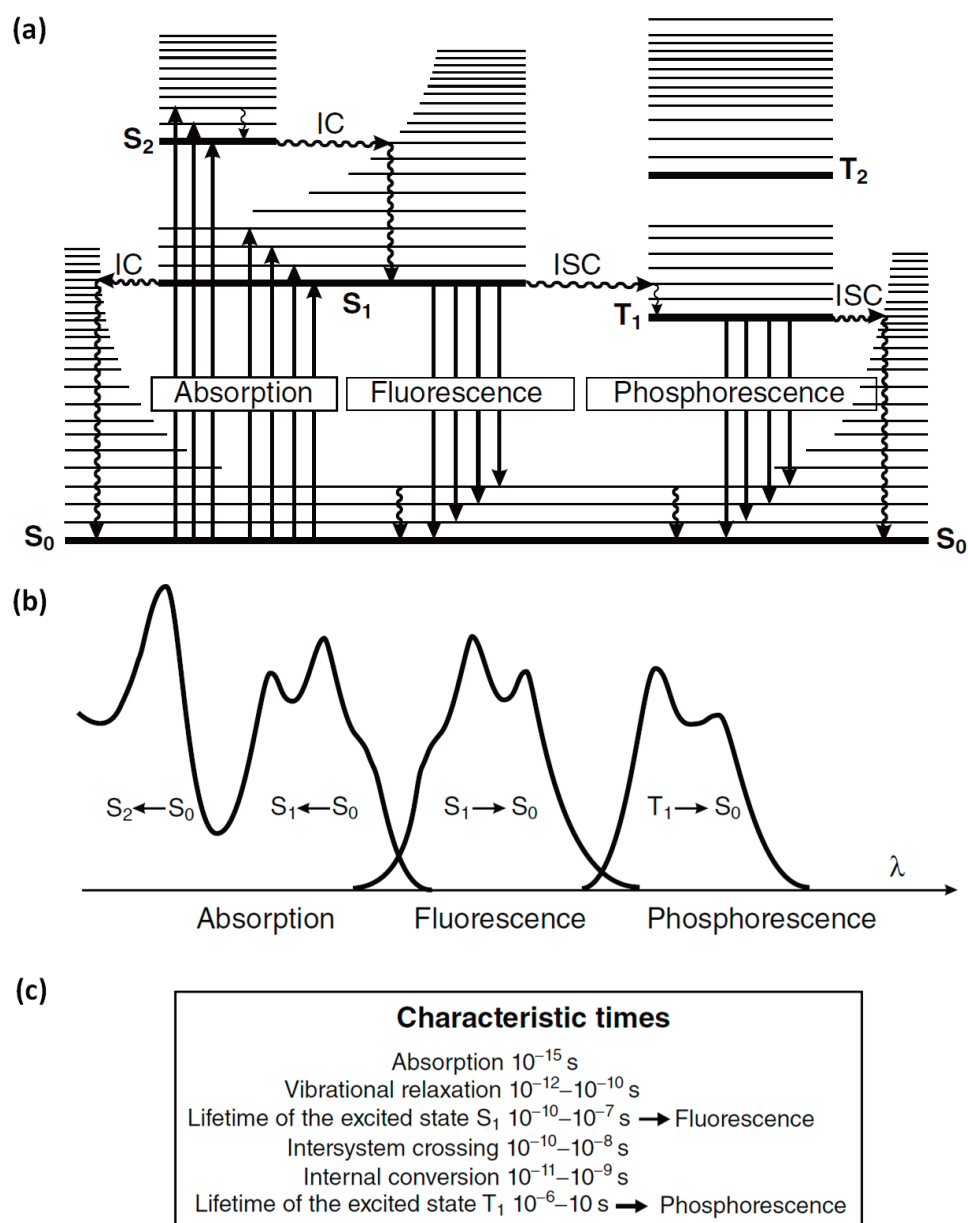 (a)
IC
S₂
T₂
IC
ISC
S₁
T₁
ISC
Absorption
Fluorescence
Phosphorescence
S₀
S₀
(b)
S₂←S₀
S₁←S₀
S₁→S₀
T₁→S₀
λ
Absorption
Fluorescence
Phosphorescence
(c)
Characteristic times
Absorption 10⁻¹⁵ s
Vibrational relaxation 10⁻¹²–10⁻¹⁰ s
Lifetime of the excited state S₁ 10⁻¹⁰–10⁻⁷ s → Fluorescence
Intersystem crossing 10⁻¹⁰–10⁻⁸ s
Internal conversion 10⁻¹¹–10⁻⁹ s
Lifetime of the excited state T₁ 10⁻⁶–10 s → Phosphorescence